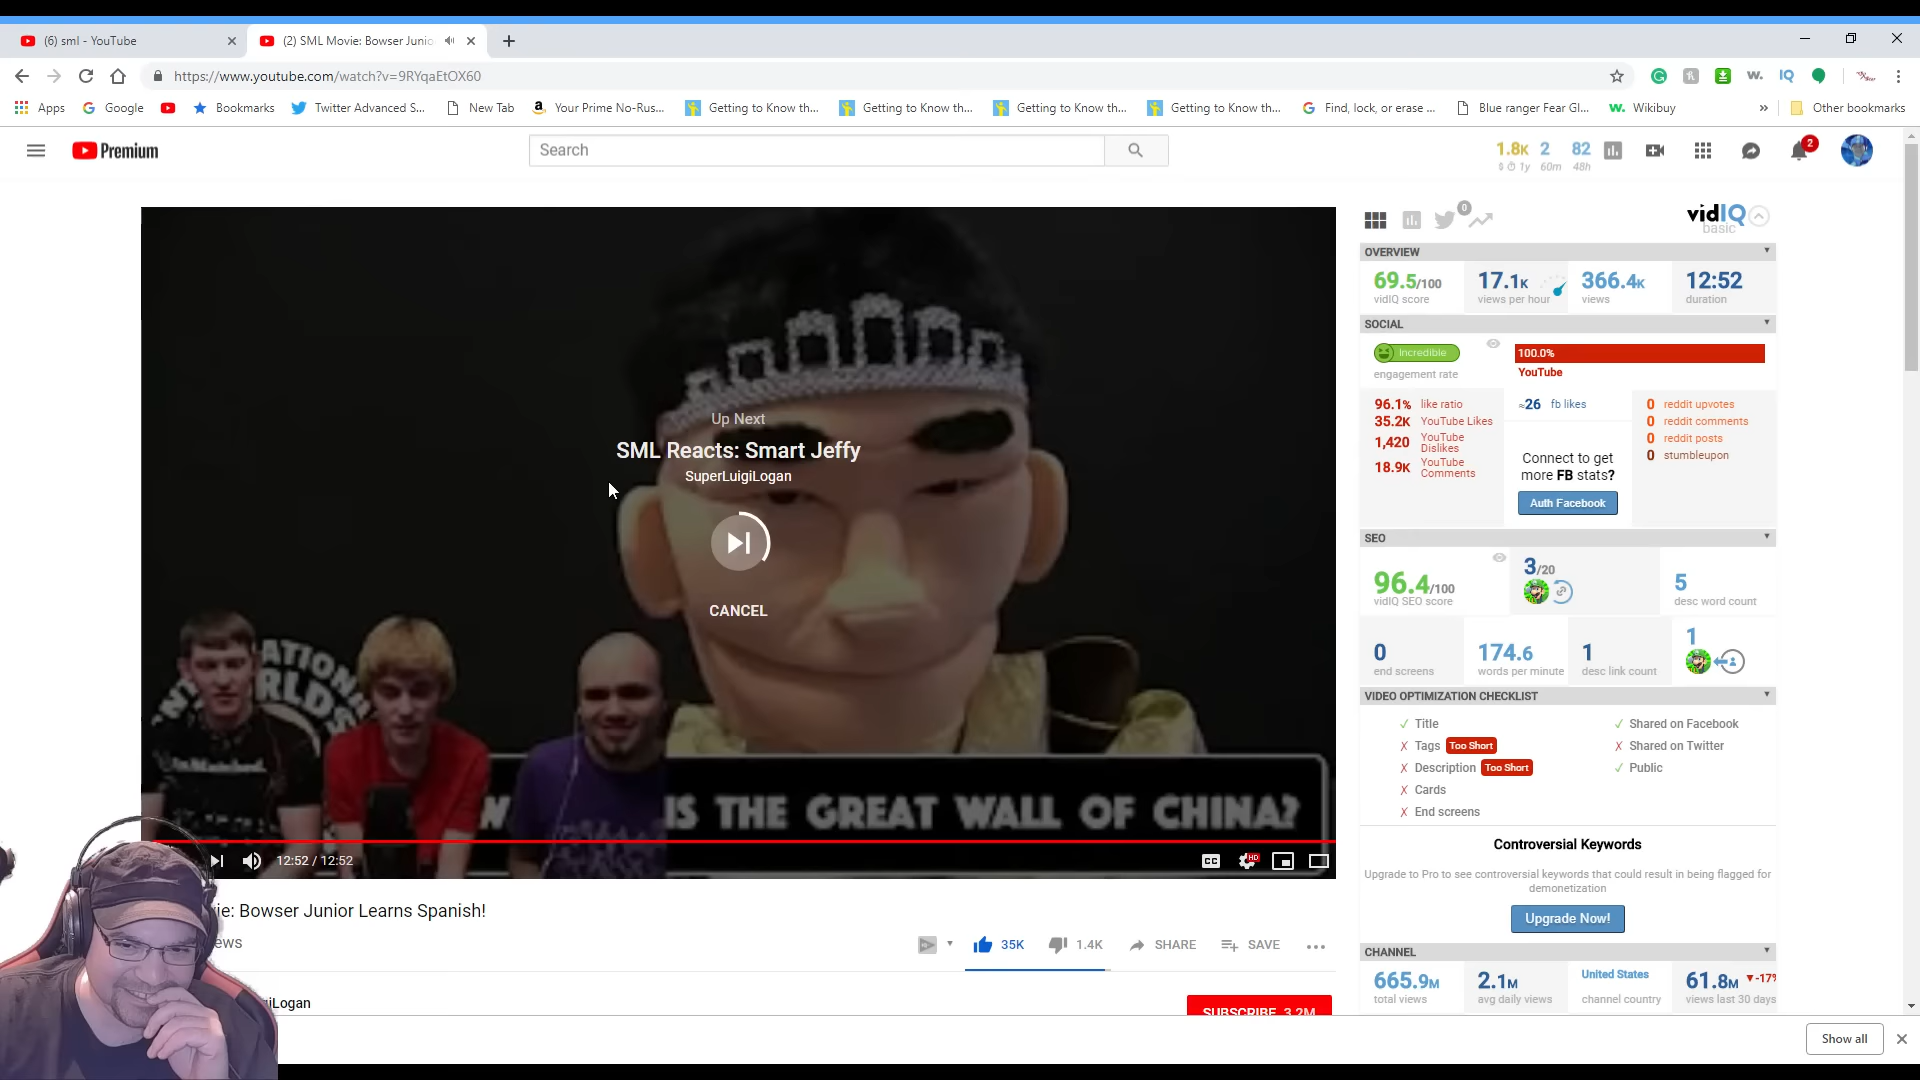 (6) sml - YouTube
(2) SML Movie: Bowser Junio
https://www.youtube.com/watch?v=9RYqaEtOX60
Apps
Google
Bookmarks
Twitter Advanced S...
New Tab
Your Prime No-Rus...
Getting to Know th...
Getting to Know th...
Getting to Know th...
Getting to Know th...
Find, lock, or erase ...
Blue ranger Fear Gl...
w. Wikibuy
Other bookmarks
Premium
Search
1.8K 2 82
1y 60m 48h
2
0
vidIQ
basic
Up Next
SML Reacts: Smart Jeffy
SuperLuigiLogan
CANCEL
IS THE GREAT WALL OF CHINA?
12:52 / 12:52
CC
HD
ie: Bowser Junior Learns Spanish!
ews
35K
1.4K
SHARE
SAVE
iLogan
SUBSCRIBE 3.2M
OVERVIEW
69.5/100
vidIQ score
17.1K
views per hour
366.4K
views
12:52
duration
SOCIAL
Incredible
engagement rate
100.0%
YouTube
96.1% like ratio
35.2K YouTube Likes
1,420 YouTube Dislikes
18.9K YouTube Comments
≈26 fb likes
Connect to get
more FB stats?
Auth Facebook
0 reddit upvotes
0 reddit comments
0 reddit posts
0 stumbleupon
SEO
96.4/100
vidIQ SEO score
3/20
5
desc word count
0
end screens
174.6
words per minute
1
desc link count
1
VIDEO OPTIMIZATION CHECKLIST
✓ Title
✗ Tags Too Short
✗ Description Too Short
✗ Cards
✗ End screens
✓ Shared on Facebook
✗ Shared on Twitter
✓ Public
Controversial Keywords
Upgrade to Pro to see controversial keywords that could result in being flagged for
demonetization
Upgrade Now!
CHANNEL
665.9M
total views
2.1M
avg daily views
United States
channel country
61.8M ▼-17%
views last 30 days
Show all